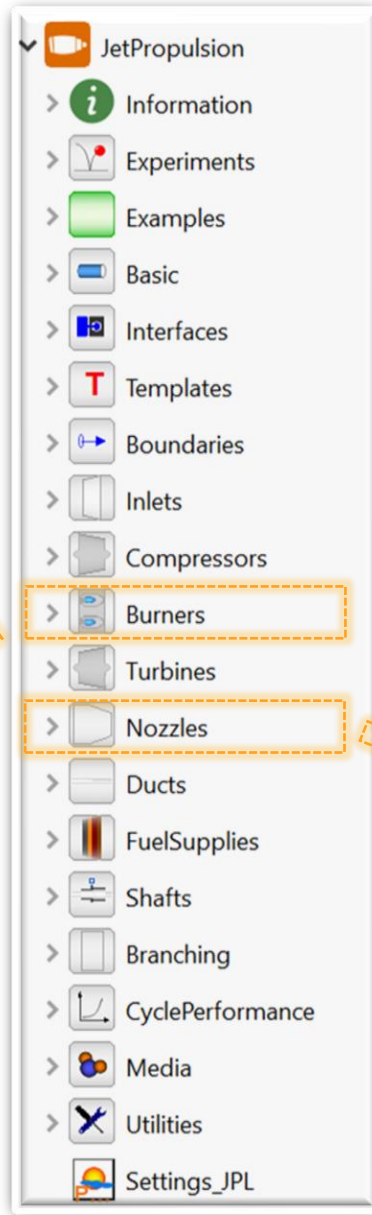 JetPropulsion
Information
Experiments
Examples
Basic
Interfaces
T Templates
Boundaries
Inlets
Compressors
Burners
Turbines
Nozzles
Ducts
FuelSupplies
Shafts
Branching
CyclePerformance
Media
Utilities
Settings_JPL